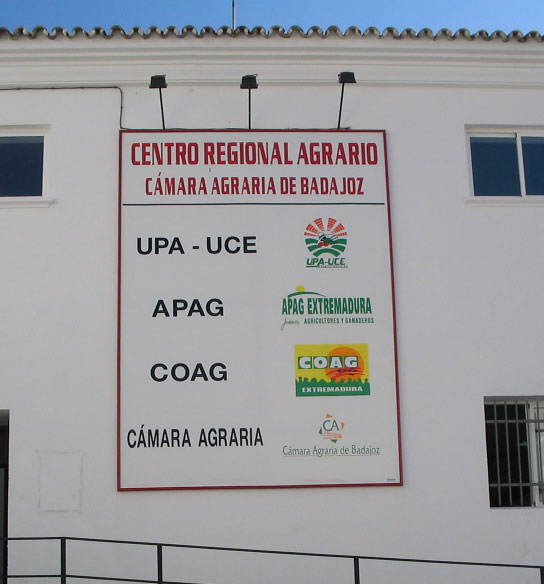 CENTRO REGIONAL AGRARIO
CÁMARA AGRARIA DE BADAJOZ
UPA - UCE
UPA-UCE
APAG
APAG EXTREMADURA
jóvenes AGRICULTORES Y GANADEROS
COAG
COAG
EXTREMADURA
CÁMARA AGRARIA
CA
Cámara Agraria de Badajoz